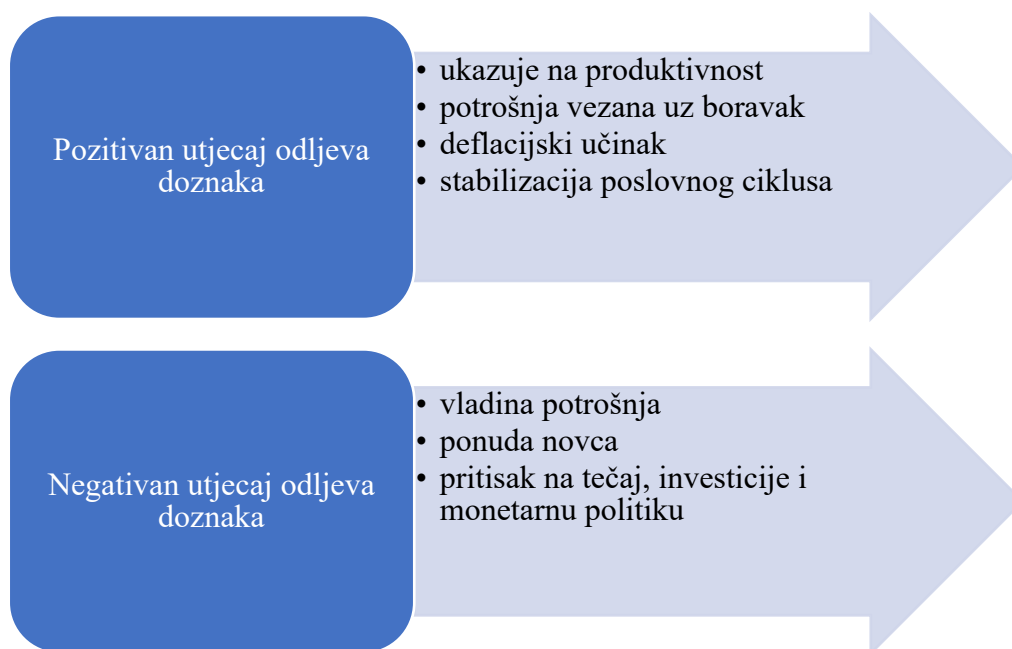 Pozitivan utjecaj odljeva
doznaka
• ukazuje na produktivnost
• potrošnja vezana uz boravak
• deflacijski učinak
• stabilizacija poslovnog ciklusa
Negativan utjecaj odljeva
doznaka
• vladina potrošnja
• ponuda novca
• pritisak na tečaj, investicije i
monetarnu politiku